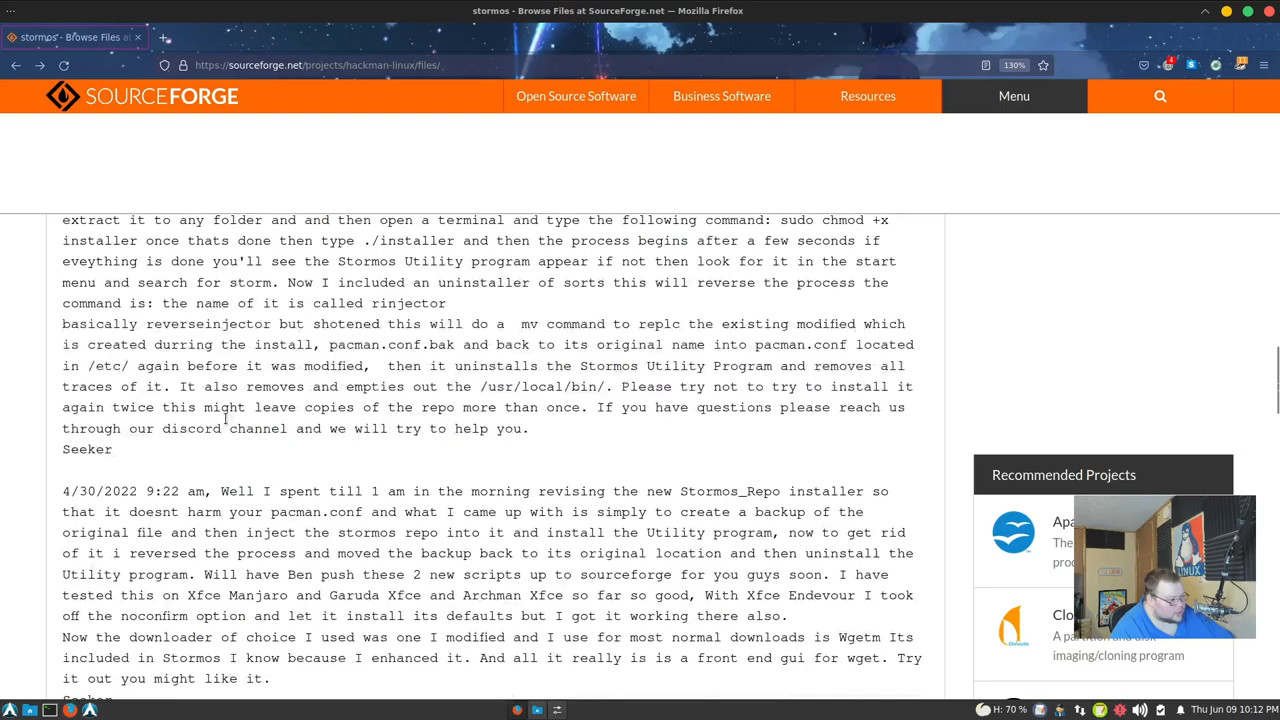 stormos - Browse Files at SourceForge.net — Mozilla Firefox
stormos - Browse Files at
https://sourceforge.net/projects/hackman-linux/files/
130%
4
11
SOURCEFORGE
Open Source Software
Business Software
Resources
Menu
extract it to any folder and and then open a terminal and type the following command: sudo chmod +x
installer once thats done then type ./installer and then the process begins after a few seconds if
eveything is done you'll see the Stormos Utility program appear if not then look for it in the start
menu and search for storm. Now I included an uninstaller of sorts this will reverse the process the
command is: the name of it is called rinjector
basically reverseinjector but shotened this will do a  mv command to replc the existing modified which
is created durring the install, pacman.conf.bak and back to its original name into pacman.conf located
in /etc/ again before it was modified,  then it uninstalls the Stormos Utility Program and removes all
traces of it. It also removes and empties out the /usr/local/bin/. Please try not to try to install it
again twice this might leave copies of the repo more than once. If you have questions please reach us
through our discord channel and we will try to help you.
Seeker
4/30/2022 9:22 am, Well I spent till 1 am in the morning revising the new Stormos_Repo installer so
that it doesnt harm your pacman.conf and what I came up with is simply to create a backup of the
original file and then inject the stormos repo into it and install the Utility program, now to get rid
of it i reversed the process and moved the backup back to its original location and then uninstall the
Utility program. Will have Ben push these 2 new scripts up to sourceforge for you guys soon. I have
tested this on Xfce Manjaro and Garuda Xfce and Archman Xfce so far so good, With Xfce Endevour I took
off the noconfirm option and let it install its defaults but I got it working there also.
Now the downloader of choice I used was one I modified and I use for most normal downloads is Wgetm Its
included in Stormos I know because I enhanced it. And all it really is is a front end gui for wget. Try
it out you might like it.
Seeker
Recommended Projects
Apa
The
pro
Clo
A partition and disk
imaging/cloning program
LINUX
H: 70 %
Thu Jun 09 10:12 PM